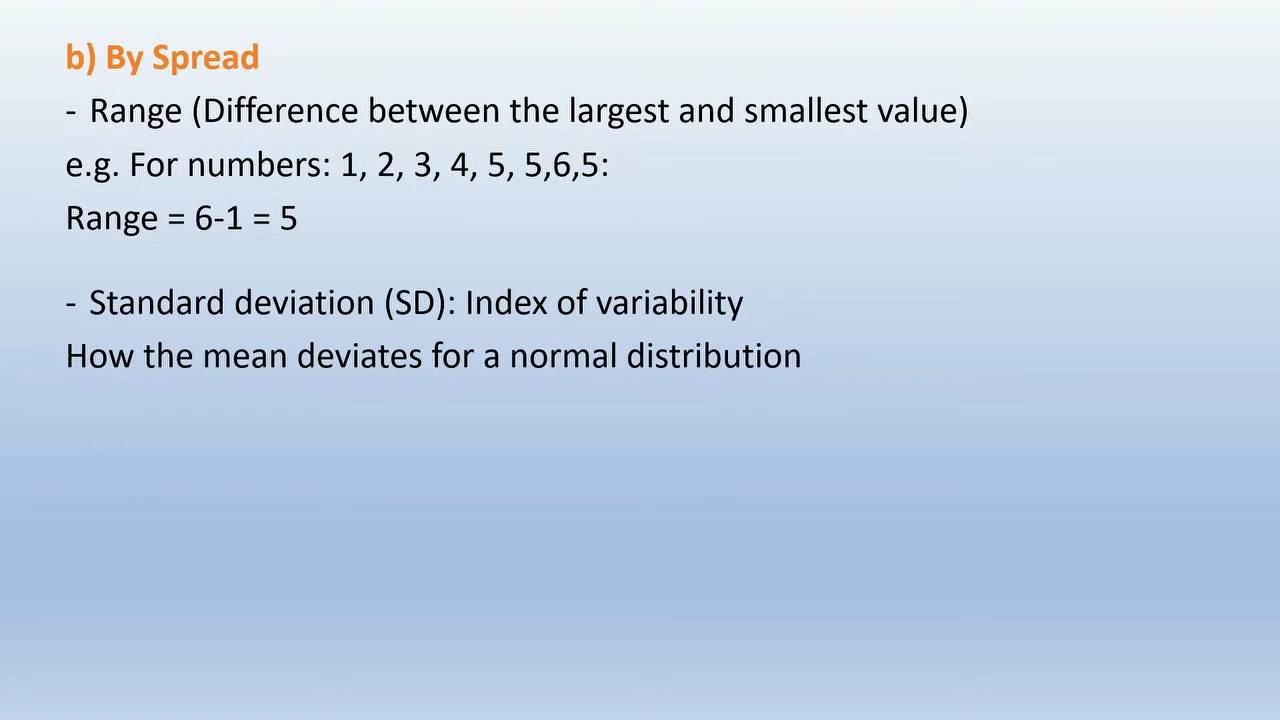 b) By Spread
- Range (Difference between the largest and smallest value)
e.g. For numbers: 1, 2, 3, 4, 5, 5,6,5:
Range = 6-1 = 5
- Standard deviation (SD): Index of variability
How the mean deviates for a normal distribution